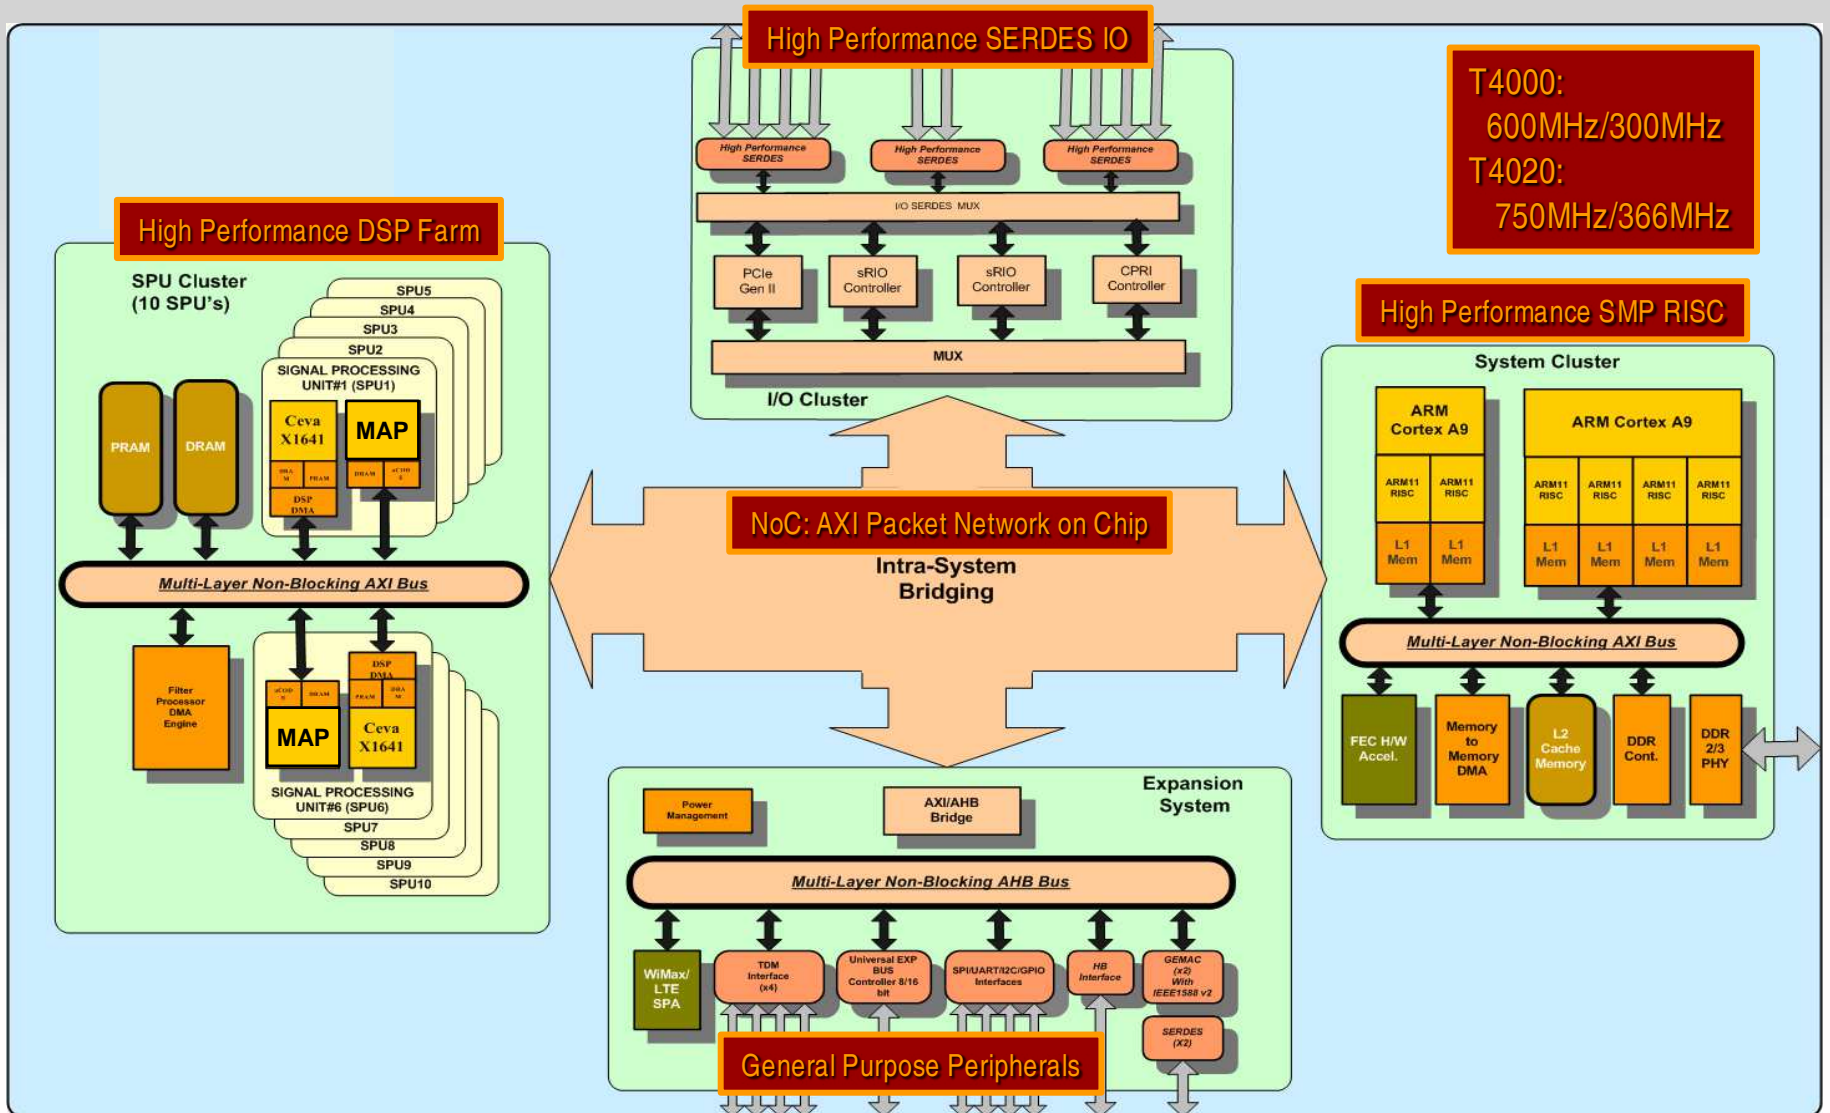 High Performance SERDES IO
T4000:
600MHz/300MHz
T4020:
750MHz/366MHz
High Performance
SERDES
High Performance
SERDES
High Performance
SERDES
I/O SERDES MUX
PCIe
Gen II
sRIO
Controller
sRIO
Controller
CPRI
Controller
MUX
I/O Cluster
High Performance DSP Farm
SPU Cluster
(10 SPU's)
SPU5
SPU4
SPU3
SPU2
SIGNAL PROCESSING
UNIT#1 (SPU1)
PRAM
DRAM
Ceva
X1641
MAP
DRA
M
PRAM
DRAM
uCOD
E
DSP
DMA
Multi-Layer Non-Blocking AXI Bus
Filter
Processor
DMA
Engine
uCOD
E
DRAM
MAP
DSP
DMA
PRAM
DRA
M
Ceva
X1641
SIGNAL PROCESSING
UNIT#6 (SPU6)
SPU7
SPU8
SPU9
SPU10
NoC: AXI Packet Network on Chip
Intra-System
Bridging
High Performance SMP RISC
System Cluster
ARM
Cortex A9
ARM Cortex A9
ARM11
RISC
ARM11
RISC
ARM11
RISC
ARM11
RISC
ARM11
RISC
ARM11
RISC
L1
Mem
L1
Mem
L1
Mem
L1
Mem
L1
Mem
L1
Mem
Multi-Layer Non-Blocking AXI Bus
FEC H/W
Accel.
Memory
to
Memory
DMA
L2
Cache
Memory
DDR
Cont.
DDR
2/3
PHY
Expansion
System
Power
Management
AXI/AHB
Bridge
Multi-Layer Non-Blocking AHB Bus
WiMax/
LTE
SPA
TDM
Interface
(x4)
Universal EXP
BUS
Controller 8/16
bit
SPI/UART/I2C/GPIO
Interfaces
HB
Interface
GEMAC
(x2)
With
IEEE1588 v2
SERDES
(X2)
General Purpose Peripherals